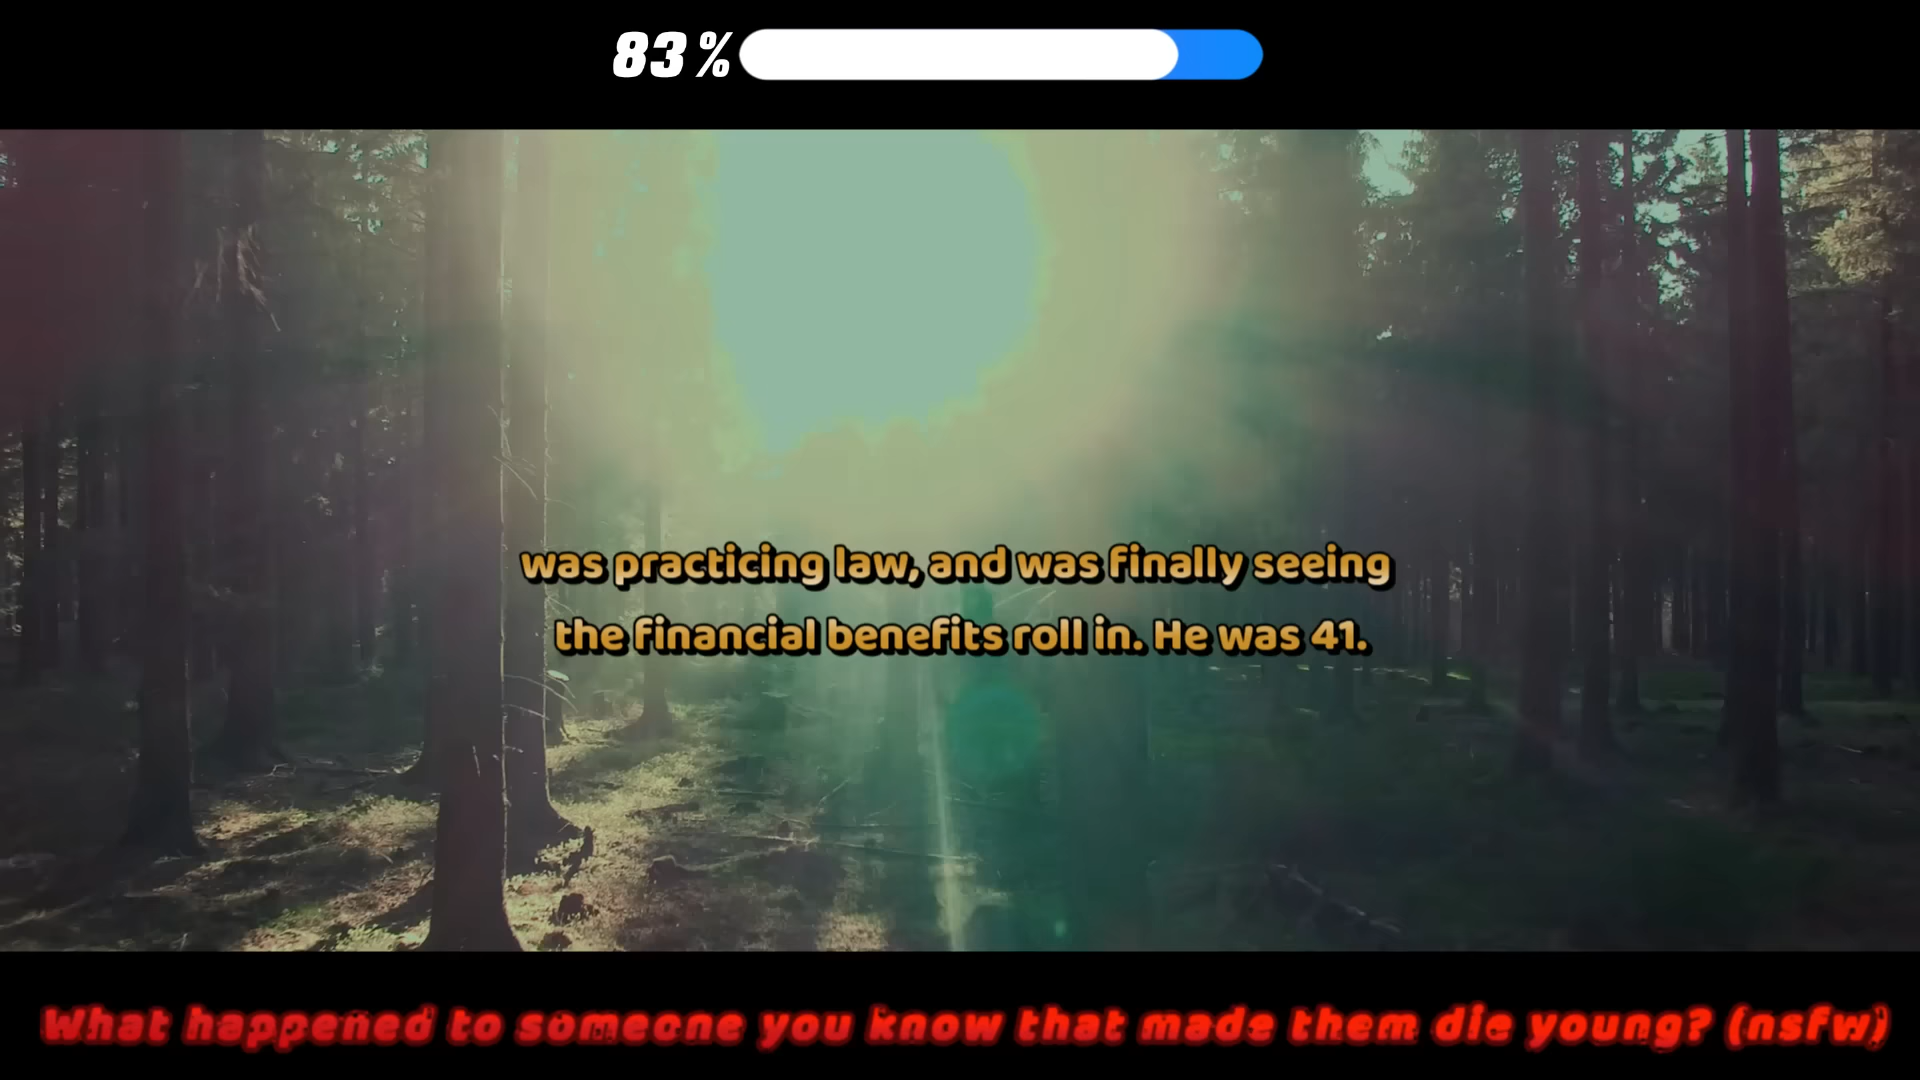 83%
was practicing law, and was finally seeing
the financial benefits roll in. He was 41.
What happened to someone you know that made them die young? (nsfw)